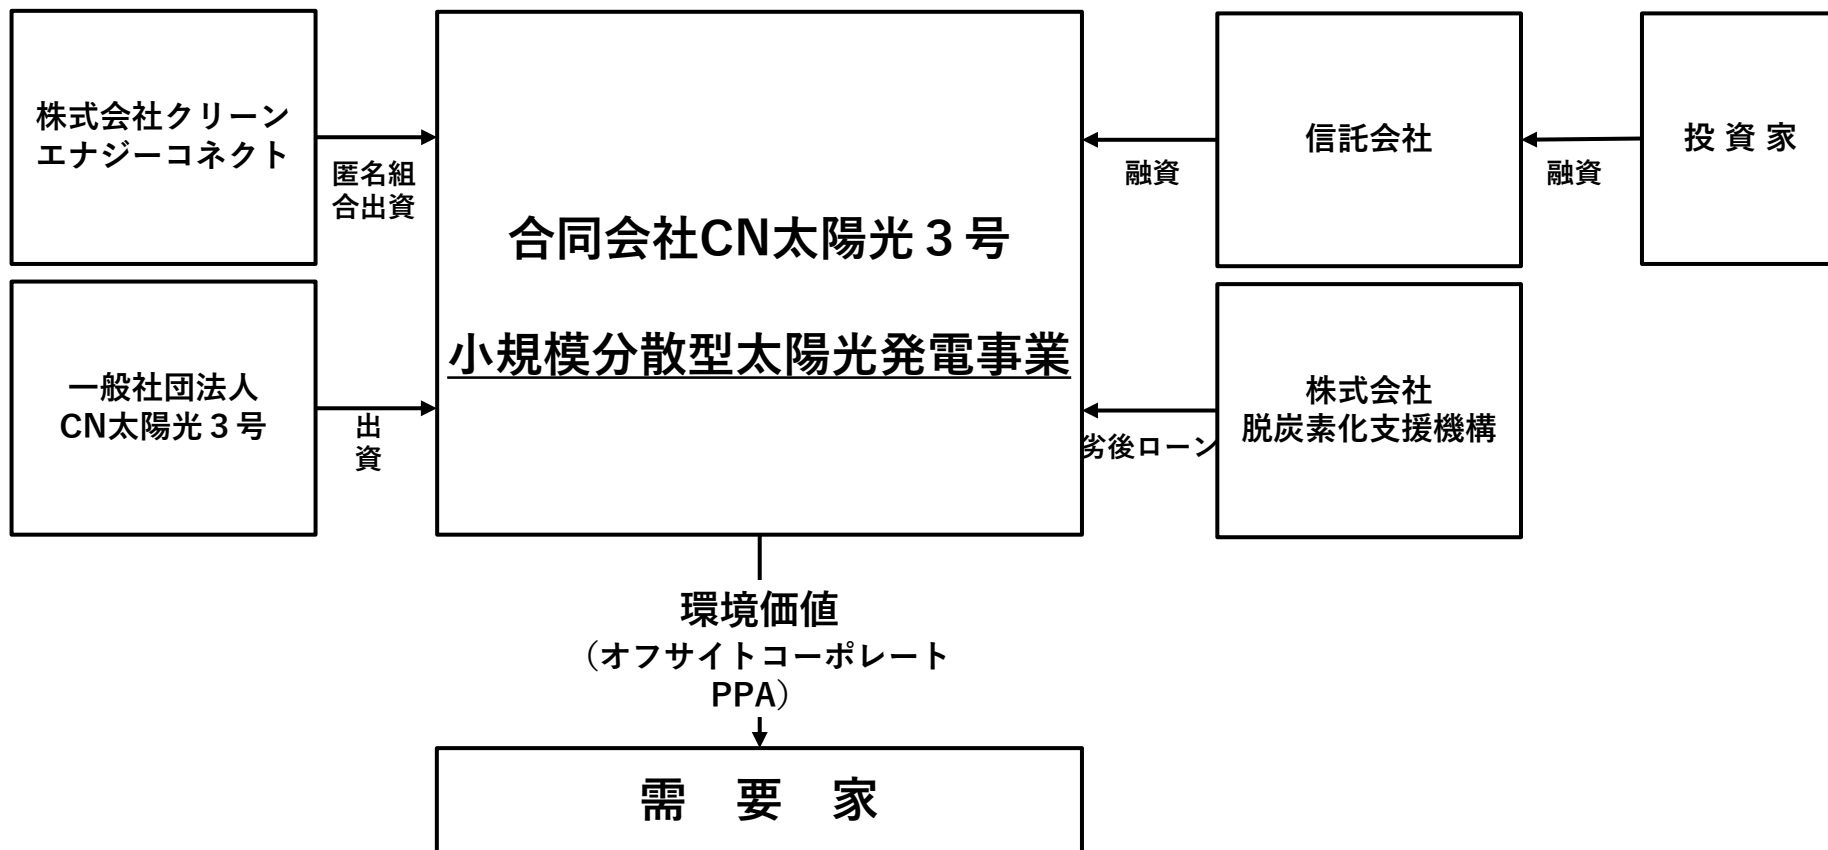 株式会社クリーン
エナジーコネクト
匿名組
合出資
一般社団法人
CN太陽光３号
出
資
合同会社CN太陽光３号
小規模分散型太陽光発電事業
融資
信託会社
融資
投 資 家
劣後ローン
株式会社
脱炭素化支援機構
環境価値
（オフサイトコーポレート
PPA）
需　要　家